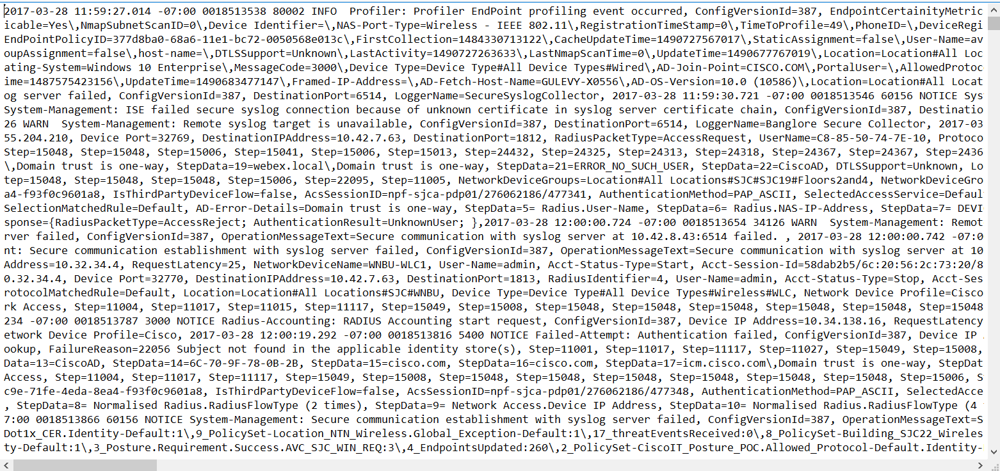 2017-03-28 11:59:27.014 -07:00 0018513538 80002 INFO  Profiler: Profiler EndPoint profiling event occurred, ConfigVersionId=387, EndpointCertainityMetric
icable=Yes\,NmapSubnetScanID=0\,Device Identifier=\,NAS-Port-Type=Wireless - IEEE 802.11\,RegistrationTimeStamp=0\,TimeToProfile=49\,PhoneID=\,DeviceRegi
EndPointPolicyID=377d8ba0-68a6-11e1-bc72-0050568e013c\,FirstCollection=1484330713122\,CacheUpdateTime=1490727567017\,StaticAssignment=false\,User-Name=av
oupAssignment=false\,host-name=\,DTLSSupport=Unknown\,LastActivity=1490727263633\,LastNmapScanTime=0\,UpdateTime=1490677767019\,Location=Location#All Loc
ating-System=Windows 10 Enterprise\,MessageCode=3000\,Device Type=Device Type#All Device Types#Wired\,AD-Join-Point=CISCO.COM\,PortalUser=\,AllowedProtoc
ime=1487575423156\,UpdateTime=1490683477147\,Framed-IP-Address=\,AD-Fetch-Host-Name=GULEVY-X0556\,AD-OS-Version=10.0 (10586)\,Location=Location#All Locat
og server failed, ConfigVersionId=387, DestinationPort=6514, LoggerName=SecureSyslogCollector, 2017-03-28 11:59:30.721 -07:00 0018513546 60156 NOTICE Sys
System-Management: ISE failed secure syslog connection because of unknown certificate in syslog server certificate chain, ConfigVersionId=387, Destinatio
26 WARN  System-Management: Remote syslog target is unavailable, ConfigVersionId=387, DestinationPort=6514, LoggerName=Banglore Secure Collector, 2017-03
55.204.210, Device Port=32769, DestinationIPAddress=10.42.7.63, DestinationPort=1812, RadiusPacketType=AccessRequest, UserName=C8-85-50-74-7E-10, Protoco
Step=15048, Step=15048, Step=15006, Step=15041, Step=15006, Step=15013, Step=24432, Step=24325, Step=24313, Step=24318, Step=24367, Step=24367, Step=2436
\,Domain trust is one-way, StepData=19=webex.local\,Domain trust is one-way, StepData=21=ERROR_NO_SUCH_USER, StepData=22=CiscoAD, DTLSSupport=Unknown, Lo
tep=15048, Step=15048, Step=15048, Step=15006, Step=22095, Step=11005, NetworkDeviceGroups=Location#All Locations#SJC#SJC19#Floors2and4, NetworkDeviceGro
a4-f93f0c9601a8, IsThirdPartyDeviceFlow=false, AcsSessionID=npf-sjca-pdp01/276062186/477341, AuthenticationMethod=PAP_ASCII, SelectedAccessService=Defaul
SelectionMatchedRule=Default, AD-Error-Details=Domain trust is one-way, StepData=5= Radius.User-Name, StepData=6= Radius.NAS-IP-Address, StepData=7= DEVI
sponse={RadiusPacketType=AccessReject; AuthenticationResult=UnknownUser; },2017-03-28 12:00:00.724 -07:00 0018513654 34126 WARN  System-Management: Remot
rver failed, ConfigVersionId=387, OperationMessageText=Secure communication with syslog server at 10.42.8.43:6514 failed. , 2017-03-28 12:00:00.742 -07:0
nt: Secure communication establishment with syslog server failed, ConfigVersionId=387, OperationMessageText=Secure communication with syslog server at 10
Address=10.32.34.4, RequestLatency=25, NetworkDeviceName=WNBU-WLC1, User-Name=admin, Acct-Status-Type=Start, Acct-Session-Id=58dab2b5/6c:20:56:2c:73:20/8
0.32.34.4, Device Port=32770, DestinationIPAddress=10.42.7.63, DestinationPort=1813, RadiusIdentifier=4, User-Name=admin, Acct-Status-Type=Stop, Acct-Ses
rotocolMatchedRule=Default, Location=Location#All Locations#SJC#WNBU, Device Type=Device Type#All Device Types#Wireless#WLC, Network Device Profile=Cisco
rk Access, Step=11004, Step=11017, Step=11015, Step=11117, Step=15049, Step=15008, Step=15048, Step=15048, Step=15048, Step=15048, Step=15048, Step=15048
234 -07:00 0018513787 3000 NOTICE Radius-Accounting: RADIUS Accounting start request, ConfigVersionId=387, Device IP Address=10.34.138.16, RequestLatency
etwork Device Profile=Cisco, 2017-03-28 12:00:19.292 -07:00 0018513816 5400 NOTICE Failed-Attempt: Authentication failed, ConfigVersionId=387, Device IP
ookup, FailureReason=22056 Subject not found in the applicable identity store(s), Step=11001, Step=11017, Step=11117, Step=11027, Step=15049, Step=15008,
Data=13=CiscoAD, StepData=14=6C-70-9F-78-0B-2B, StepData=15=cisco.com, StepData=16=cisco.com, StepData=17=icm.cisco.com\,Domain trust is one-way, StepDat
Access, Step=11004, Step=11017, Step=11117, Step=15049, Step=15008, Step=15048, Step=15048, Step=15048, Step=15048, Step=15048, Step=15048, Step=15006, S
c9e-71fe-4eda-8ea4-f93f0c9601a8, IsThirdPartyDeviceFlow=false, AcsSessionID=npf-sjca-pdp01/276062186/477348, AuthenticationMethod=PAP_ASCII, SelectedAcce
, StepData=8= Normalised Radius.RadiusFlowType (2 times), StepData=9= Network Access.Device IP Address, StepData=10= Normalised Radius.RadiusFlowType (4
7:00 0018513866 60156 NOTICE System-Management: Secure communication establishment with syslog server failed, ConfigVersionId=387, OperationMessageText=S
Dot1x_CER.Identity-Default:1\,9_PolicySet-Location_NTN_Wireless.Global_Exception-Default:1\,17_threatEventsReceived:0\,8_PolicySet-Building_SJC22_Wireles
ty-Default:1\,3_Posture.Requirement.Success.AVC_SJC_WIN_REQ:3\,4_EndpointsUpdated:260\,2_PolicySet-CiscoIT_Posture_POC.Allowed_Protocol-Default.Identity-